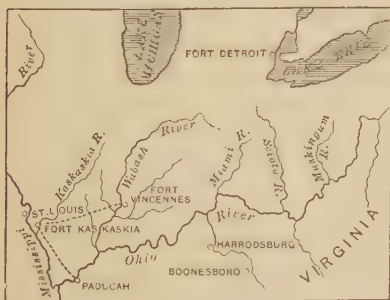 LAKE
MICHIGAN
FORT DETROIT
LAKE ERIE
River
Kaskaskia R.
Wabash River
Miami R.
Scioto R.
Muskingum
R.
FORT
VINCENNES
ST. LOUIS
FORT KASKASKIA
Mississippi
River
Ohio
HARRODSBURG
BOONESBORO
PADUCAH
VIRGINIA